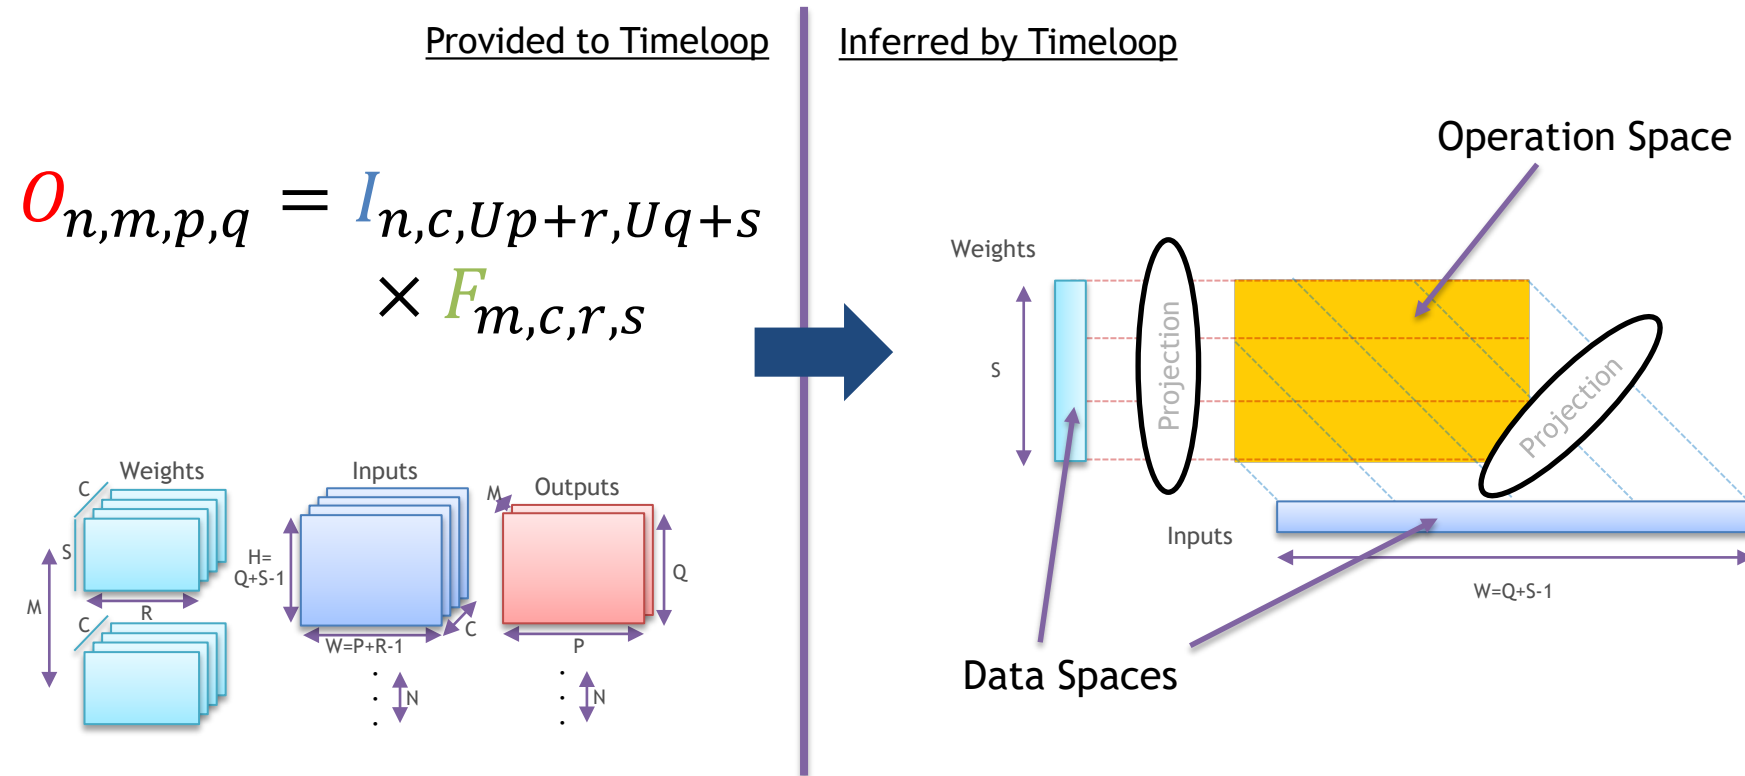 Provided to Timeloop
O n,m,p,q = I n,c,Up+r,Uq+s
× F m,c,r,s
Weights
C
S
R
M
C
Inputs
H=
Q+S-1
W=P+R-1
C
N
Outputs
M
Q
P
N
Inferred by Timeloop
Operation Space
Weights
S
Projection
Projection
Inputs
W=Q+S-1
Data Spaces